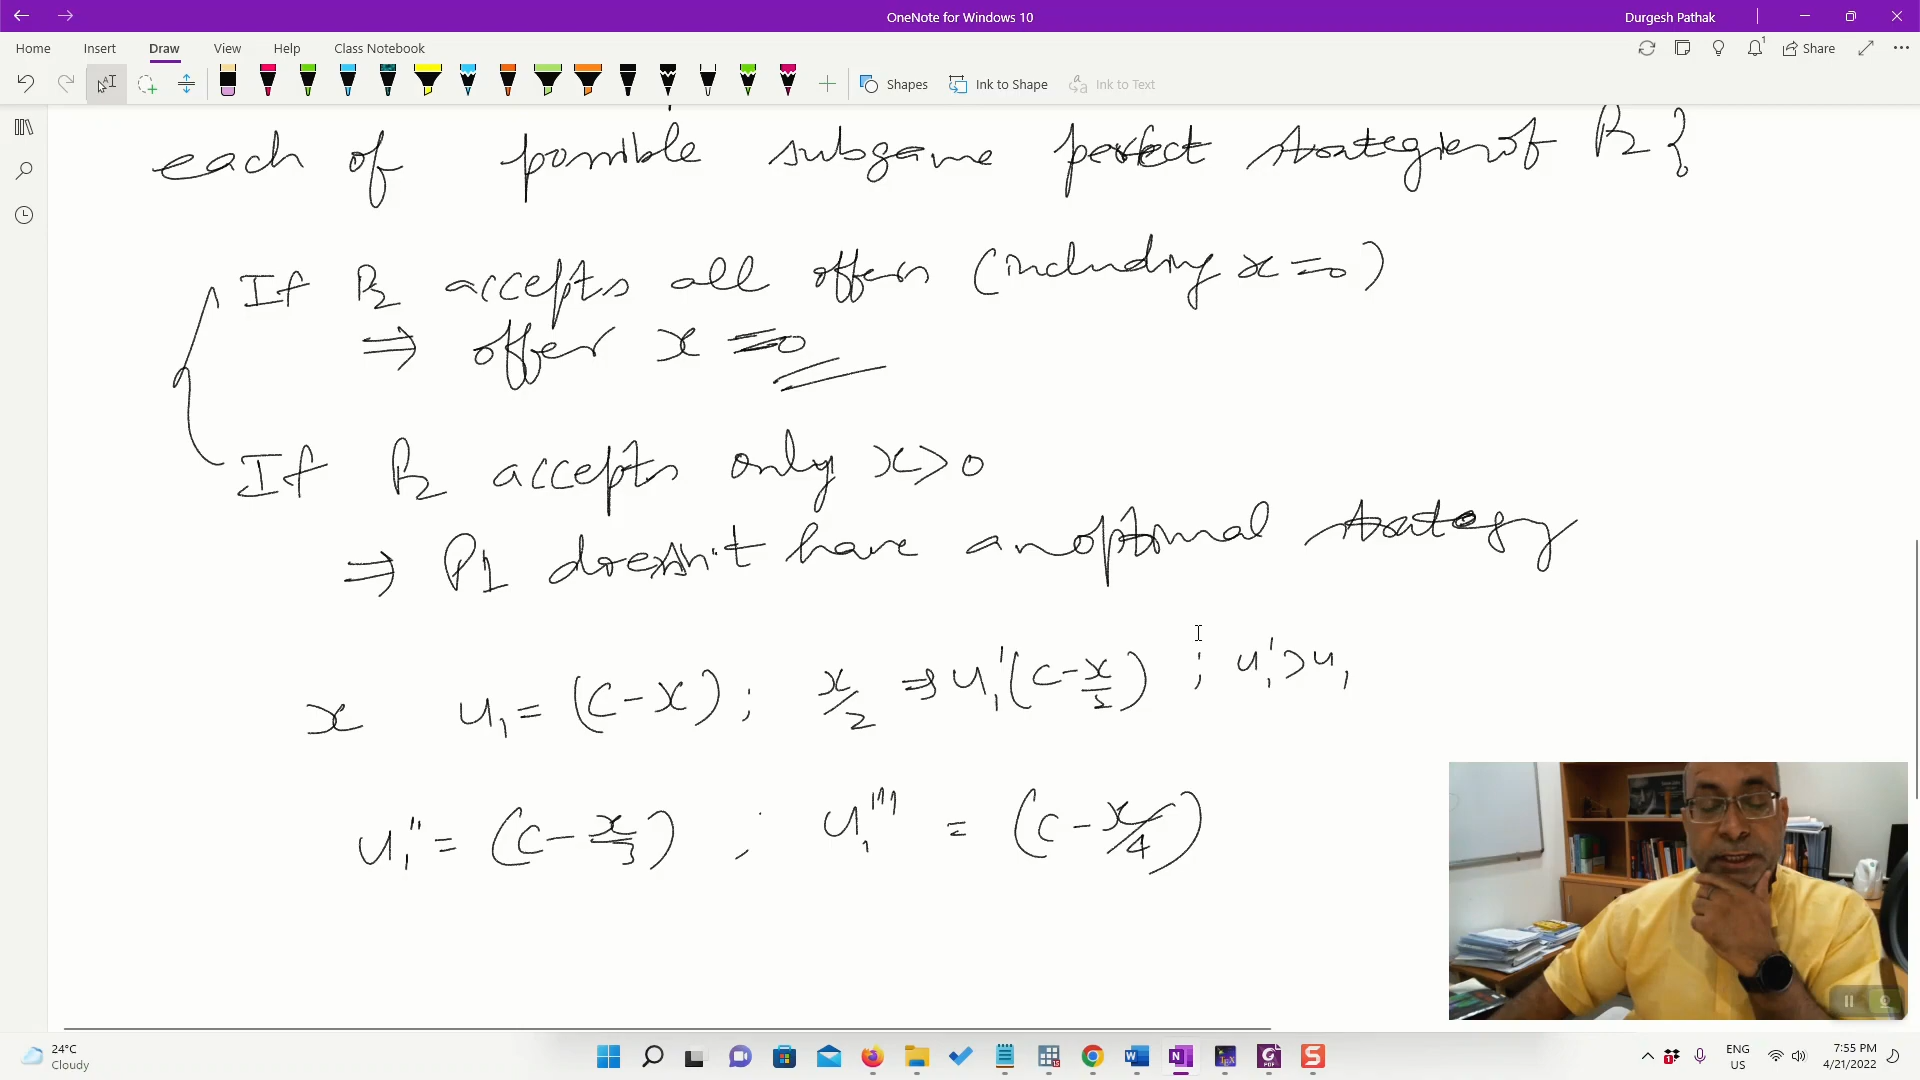 OneNote for Windows 10
Durgesh Pathak
Home Insert Draw View Help Class Notebook
Share
Shapes Ink to Shape Ink to Text
each of possible subgame perfect strategies of P2 }
If P2 accepts all offers (including x=0)
⇒ offer x=0
If P2 accepts only x>0
⇒ P1 doesn't have an optimal strategy
x u₁ = (c-x); x/2 ⇒ u₁'(c-x/2) ; u₁'>u₁
u₁'' = (c-x/3) ; u₁''' = (c-x/4)
24°C
Cloudy
ENG
US
7:55 PM
4/21/2022